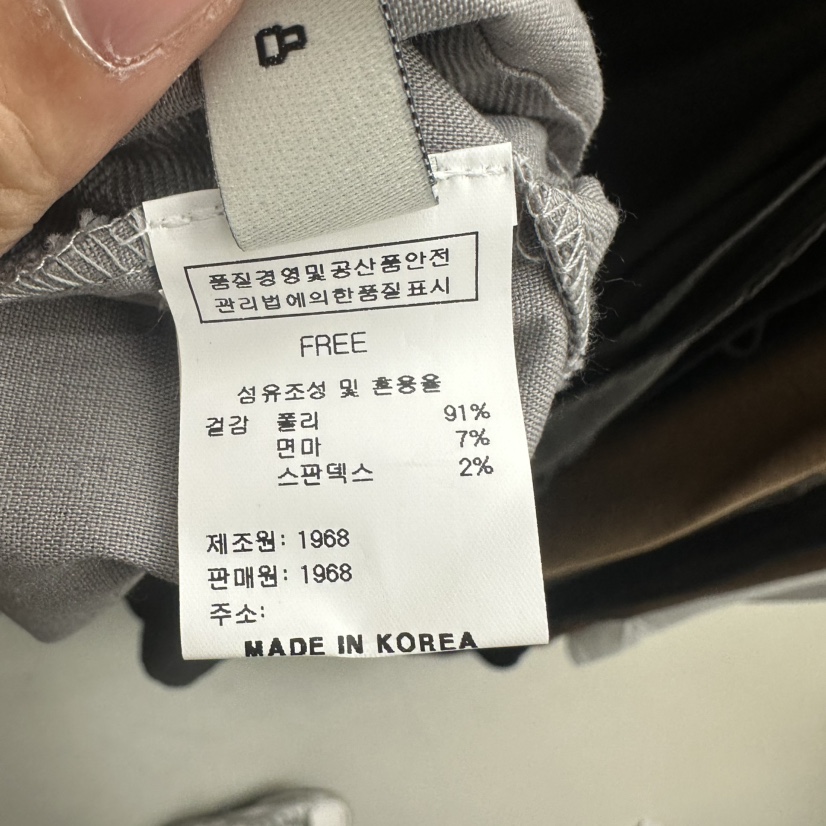 품질경영및공산품안전
관리법에의한품질표시
FREE
섬유조성 및 혼용율
겉감 폴리 91%
면마 7%
스판덱스 2%
제조원: 1968
판매원: 1968
주소:
MADE IN KOREA